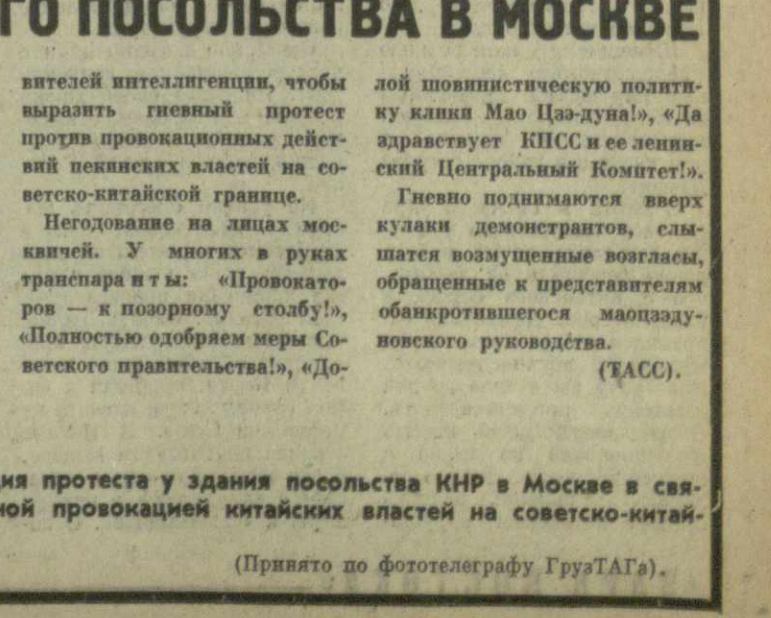 ГО ПОСОЛЬСТВА В МОСКВЕ
вителей интеллигенции, чтобы
выразить гневный протест
против провокационных дейст-
вий пекинских властей на со-
ветско-китайской границе.
Негодование на лицах мос-
квичей. У многих в руках
транспаранты: «Провокато-
ров — к позорному столбу!»,
«Полностью одобряем меры Со-
ветского правительства!», «До-
лой шовинистическую полити-
ку клики Мао Цзэ-дуна!», «Да
здравствует КПСС и ее ленин-
ский Центральный Комитет!».
Гневно поднимаются вверх
кулаки демонстрантов, слы-
шатся возмущенные возгласы,
обращенные к представителям
обанкротившегося маоцзэду-
новского руководства.
(ТАСС).
ия протеста у здания посольства КНР в Москве в свя-
ной провокацией китайских властей на советско-китай-
(Принято по фототелеграфу ГрузТАГа).